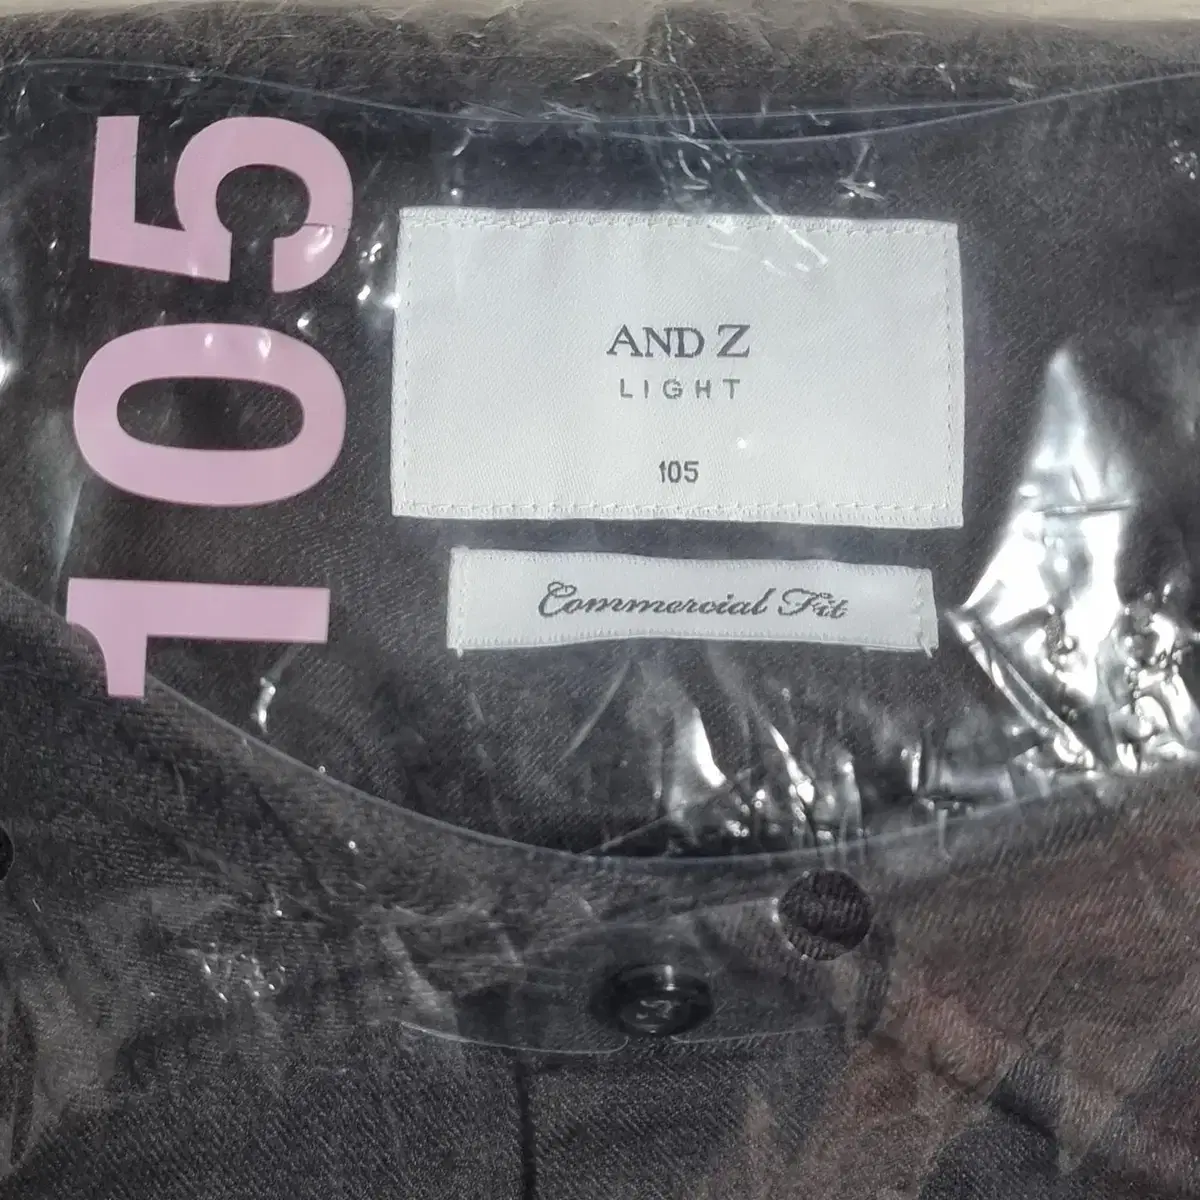 105
AND Z
LIGHT
105
Commercial Fit